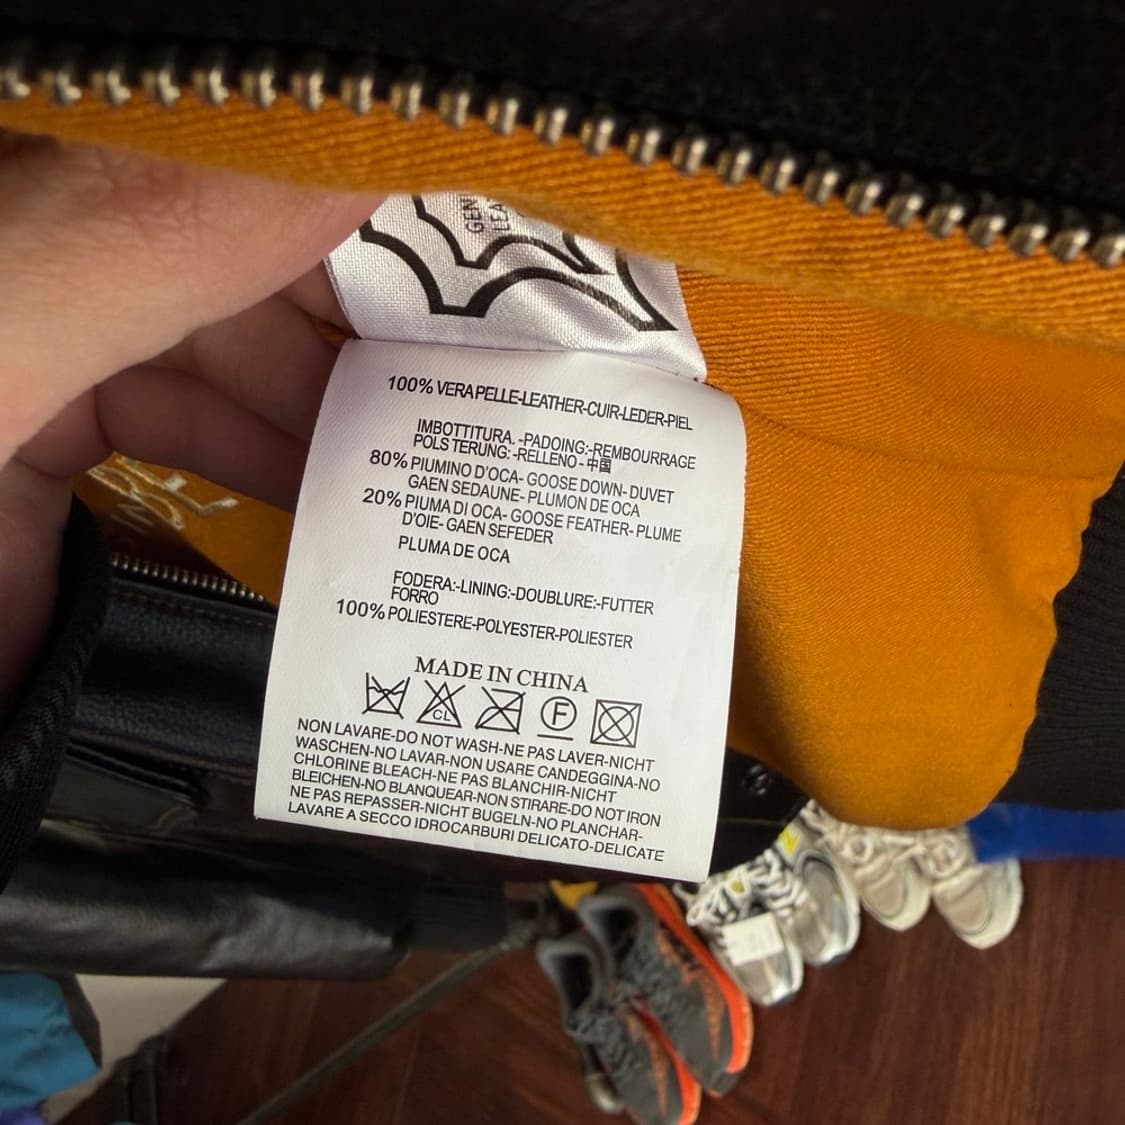 GEN
LEA
100% VERA PELLE-LEATHER-CUIR-LEDER-PIEL
IMBOTTITURA. -PADOING:-REMBOURRAGE
POLS TERUNG: -RELLENO - 中国
80% PIUMINO D'OCA- GOOSE DOWN- DUVET
GAEN SEDAUNE- PLUMON DE OCA
20% PIUMA DI OCA- GOOSE FEATHER- PLUME
D'OIE- GAEN SEFEDER
PLUMA DE OCA
FODERA:-LINING:-DOUBLURE:-FUTTER
FORRO
100% POLIESTERE-POLYESTER-POLIESTER
MADE IN CHINA
CL F
NON LAVARE-DO NOT WASH-NE PAS LAVER-NICHT
WASCHEN-NO LAVAR-NON USARE CANDEGGINA-NO
CHLORINE BLEACH-NE PAS BLANCHIR-NICHT
BLEICHEN-NO BLANQUEAR-NON STIRARE-DO NOT IRON
NE PAS REPASSER-NICHT BUGELN-NO PLANCHAR-
LAVARE A SECCO IDROCARBURI DELICATO-DELICATE